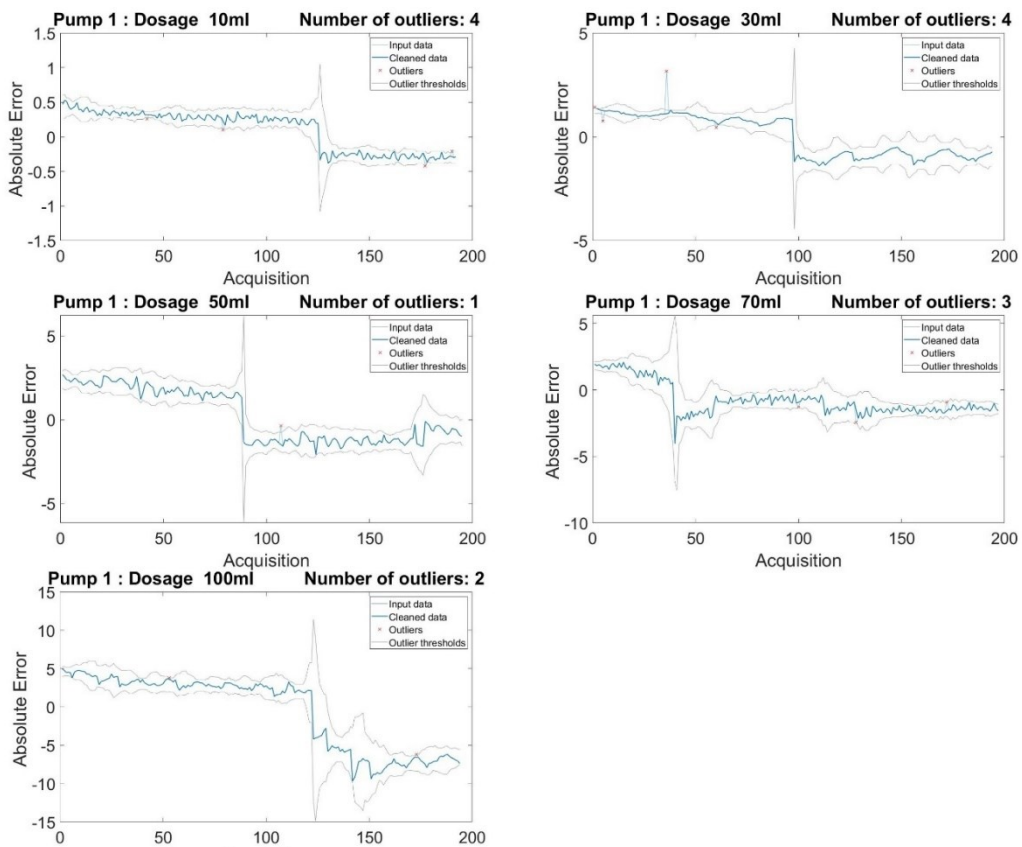 Pump 1 : Dosage 10ml Number of outliers: 4
1.5
1
0.5
0
-0.5
-1
-1.5
0 50 100 150 200
Absolute Error
Acquisition
Input data
Cleaned data
Outliers
Outlier thresholds
Pump 1 : Dosage 30ml Number of outliers: 4
5
0
-5
0 50 100 150 200
Absolute Error
Acquisition
Input data
Cleaned data
Outliers
Outlier thresholds
Pump 1 : Dosage 50ml Number of outliers: 1
5
0
-5
0 50 100 150 200
Absolute Error
Acquisition
Input data
Cleaned data
Outliers
Outlier thresholds
Pump 1 : Dosage 70ml Number of outliers: 3
5
0
-5
-10
0 50 100 150 200
Absolute Error
Acquisition
Input data
Cleaned data
Outliers
Outlier thresholds
Pump 1 : Dosage 100ml Number of outliers: 2
15
10
5
0
-5
-10
-15
0 50 100 150 200
Absolute Error
Input data
Cleaned data
Outliers
Outlier thresholds